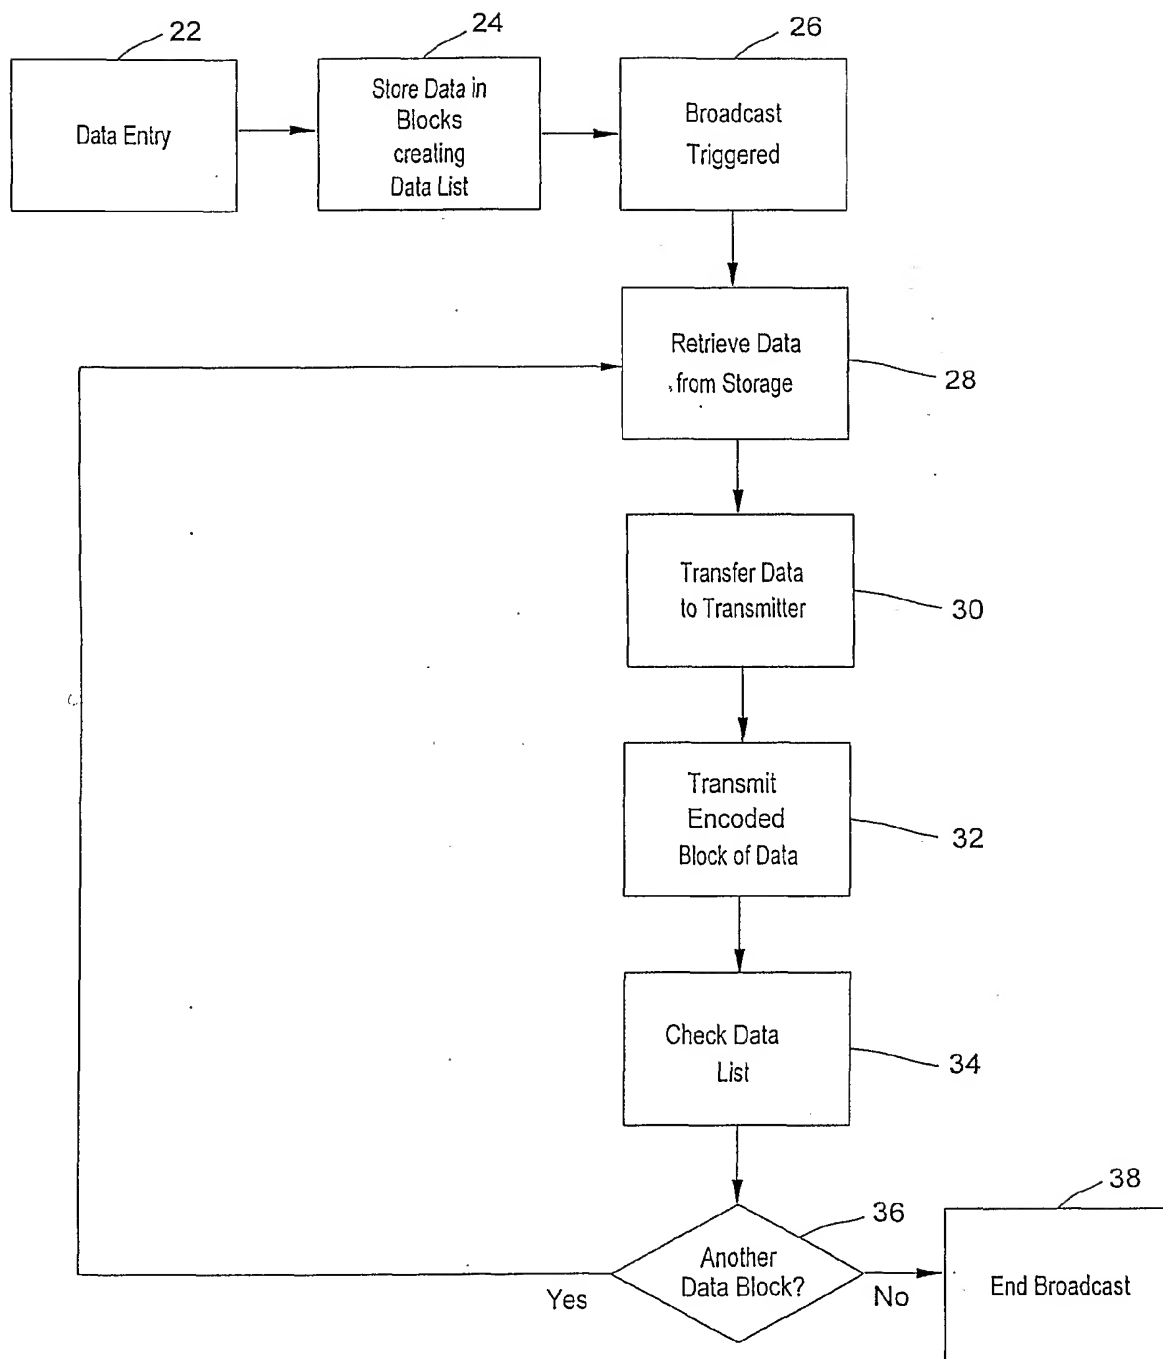 22
24
26
Data Entry
Store Data in
Blocks
creating
Data List
Broadcast
Triggered
Retrieve Data
from Storage
28
Transfer Data
to Transmitter
30
Transmit
Encoded
Block of Data
32
Check Data
List
34
36
38
Another
Data Block?
Yes
No
End Broadcast